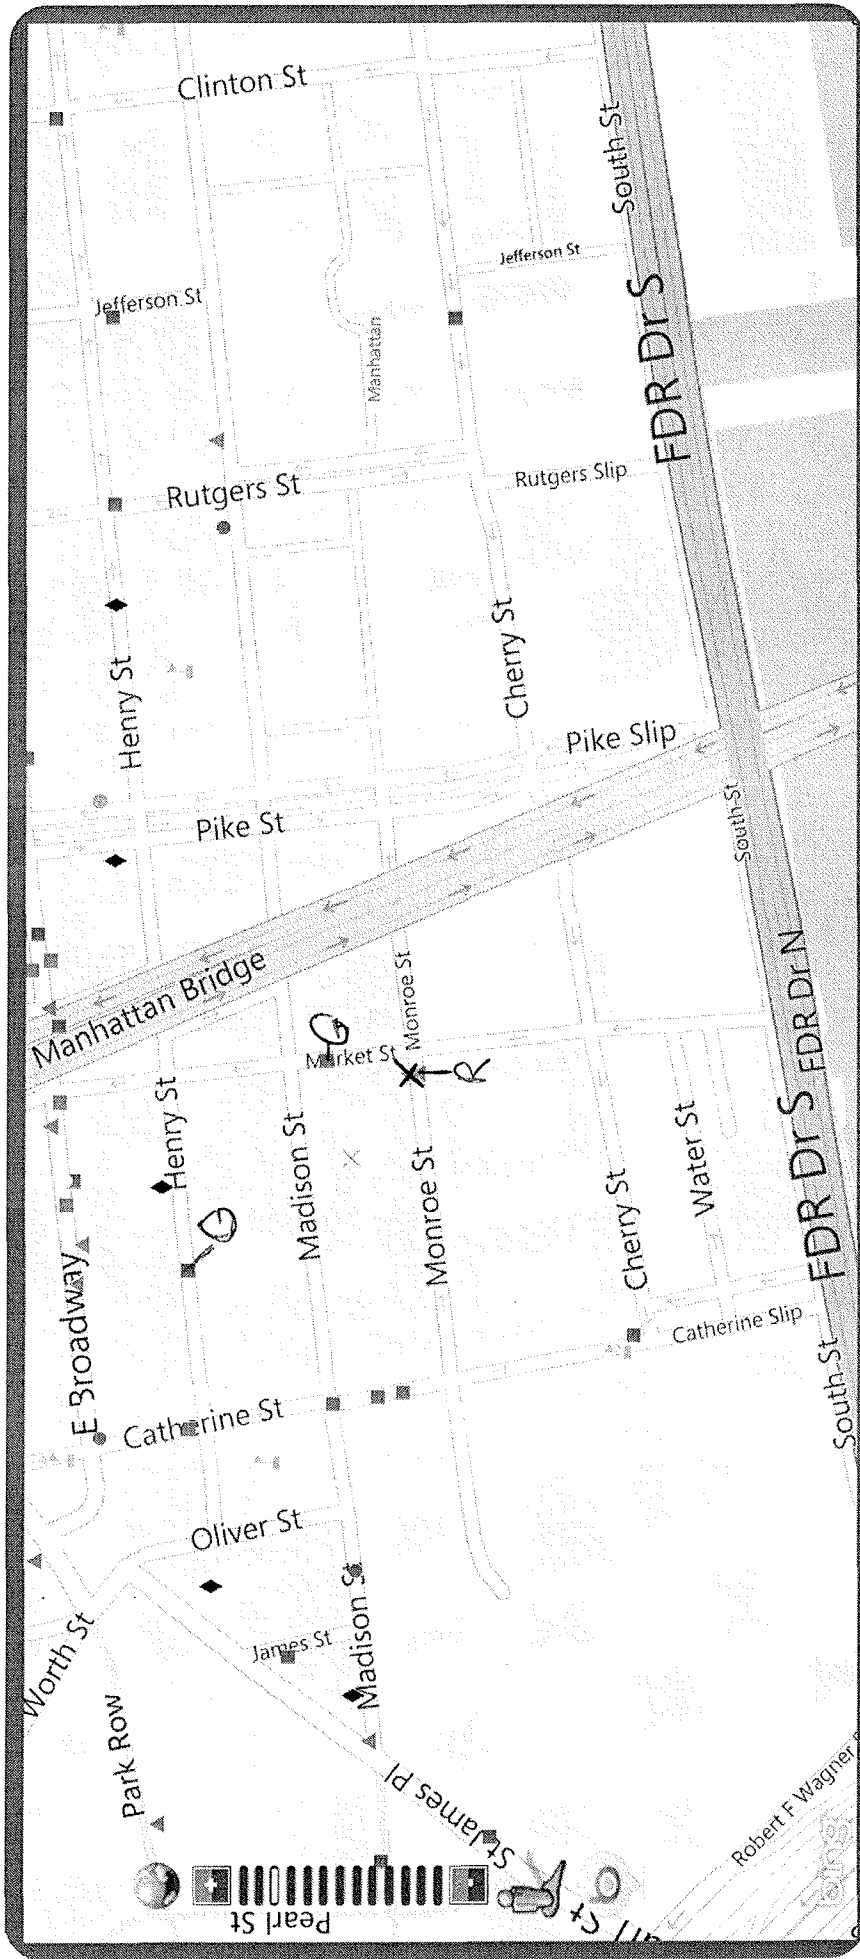 Clinton St
South St
Jefferson St
Jefferson St
FDR Dr S
Manhattan
Rutgers St
Rutgers Slip
Cherry St
Henry St
Pike Slip
Pike St
South St
Manhattan Bridge
Monroe St
FDR Dr N
G
Market St
R
Henry St
Madison St
Monroe St
Water St
Cherry St
FDR Dr S
G
E Broadway
Catherine Slip
South St
Catherine St
Oliver St
James St
Madison St
Worth St
Park Row
St James Pl
Robert F Wagner
bing
Pearl St